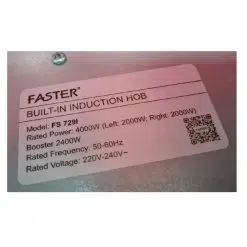 FASTER
BUILT-IN INDUCTION HOB
Model: FS 729I
Rated Power: 4000W (Left: 2000W; Right: 2000W)
Booster 2400W
Rated Frequency: 50-60Hz
Rated Voltage: 220V-240V~